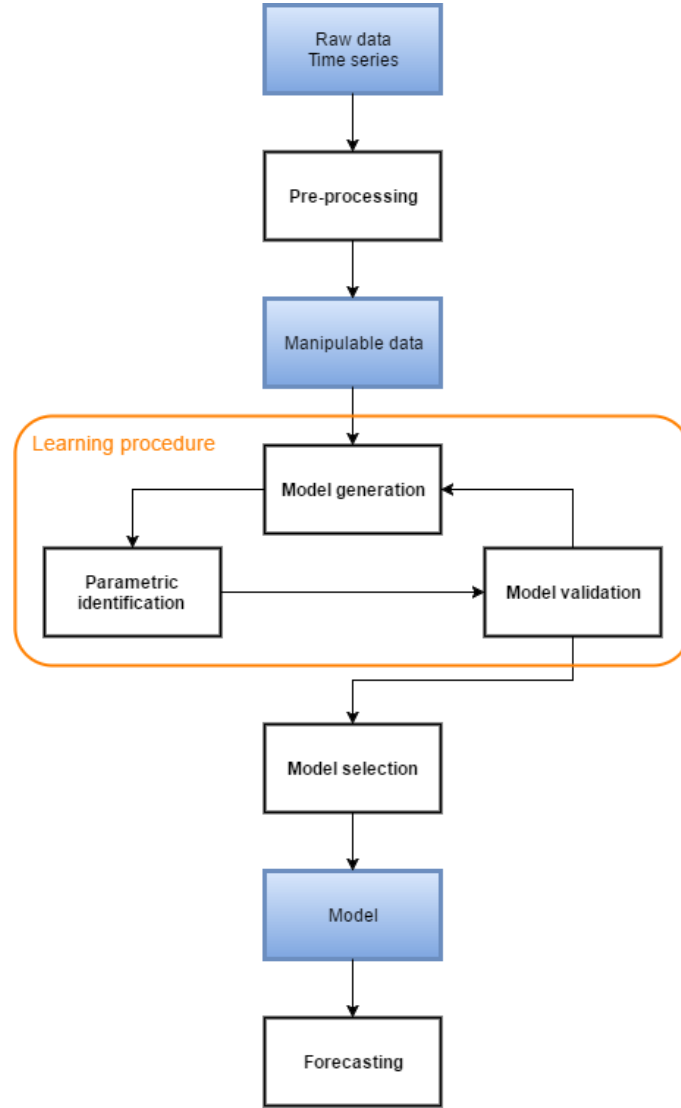 Raw data
Time series
Pre-processing
Manipulable data
Learning procedure
Model generation
Parametric
identification
Model validation
Model selection
Model
Forecasting